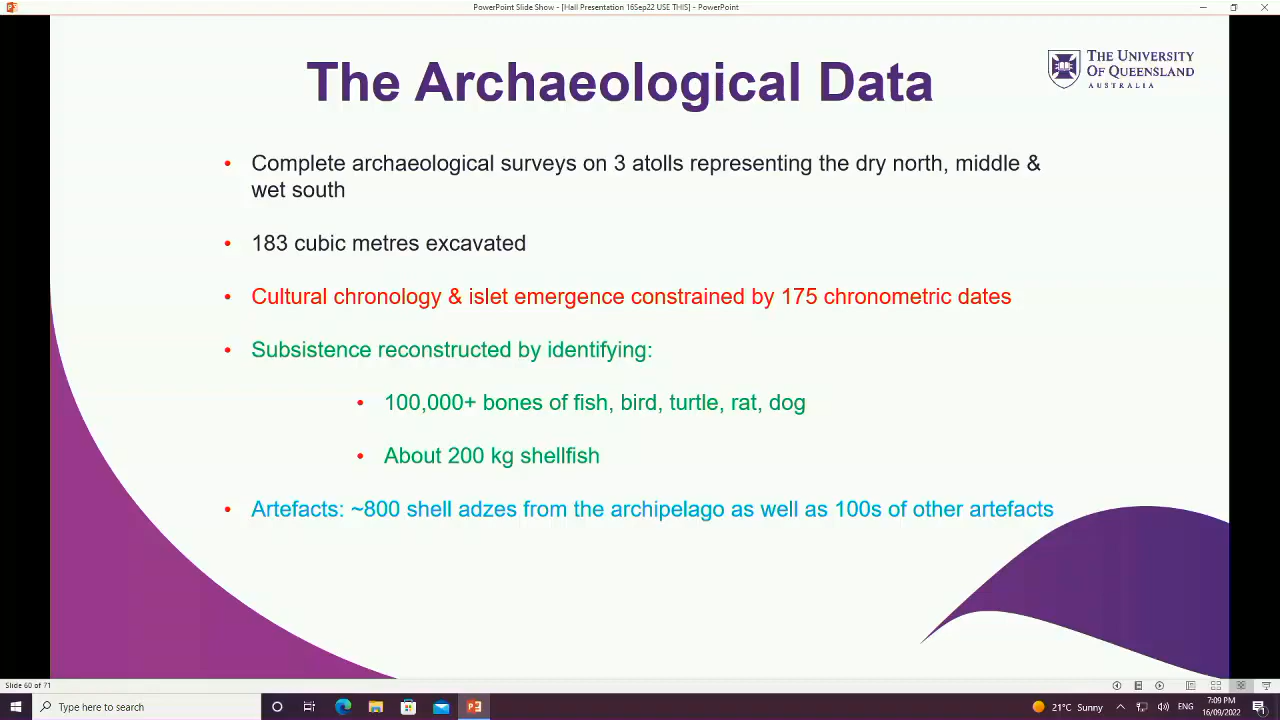 PowerPoint Slide Show - [Hall Presentation 16Sep22 USE THIS] - PowerPoint
The Archaeological Data
THE UNIVERSITY
OF QUEENSLAND
AUSTRALIA
• Complete archaeological surveys on 3 atolls representing the dry north, middle &
wet south
• 183 cubic metres excavated
• Cultural chronology & islet emergence constrained by 175 chronometric dates
• Subsistence reconstructed by identifying:
• 100,000+ bones of fish, bird, turtle, rat, dog
• About 200 kg shellfish
• Artefacts: ~800 shell adzes from the archipelago as well as 100s of other artefacts
Slide 60 of 71
Type here to search
21°C Sunny
ENG
7:09 PM
16/09/2022